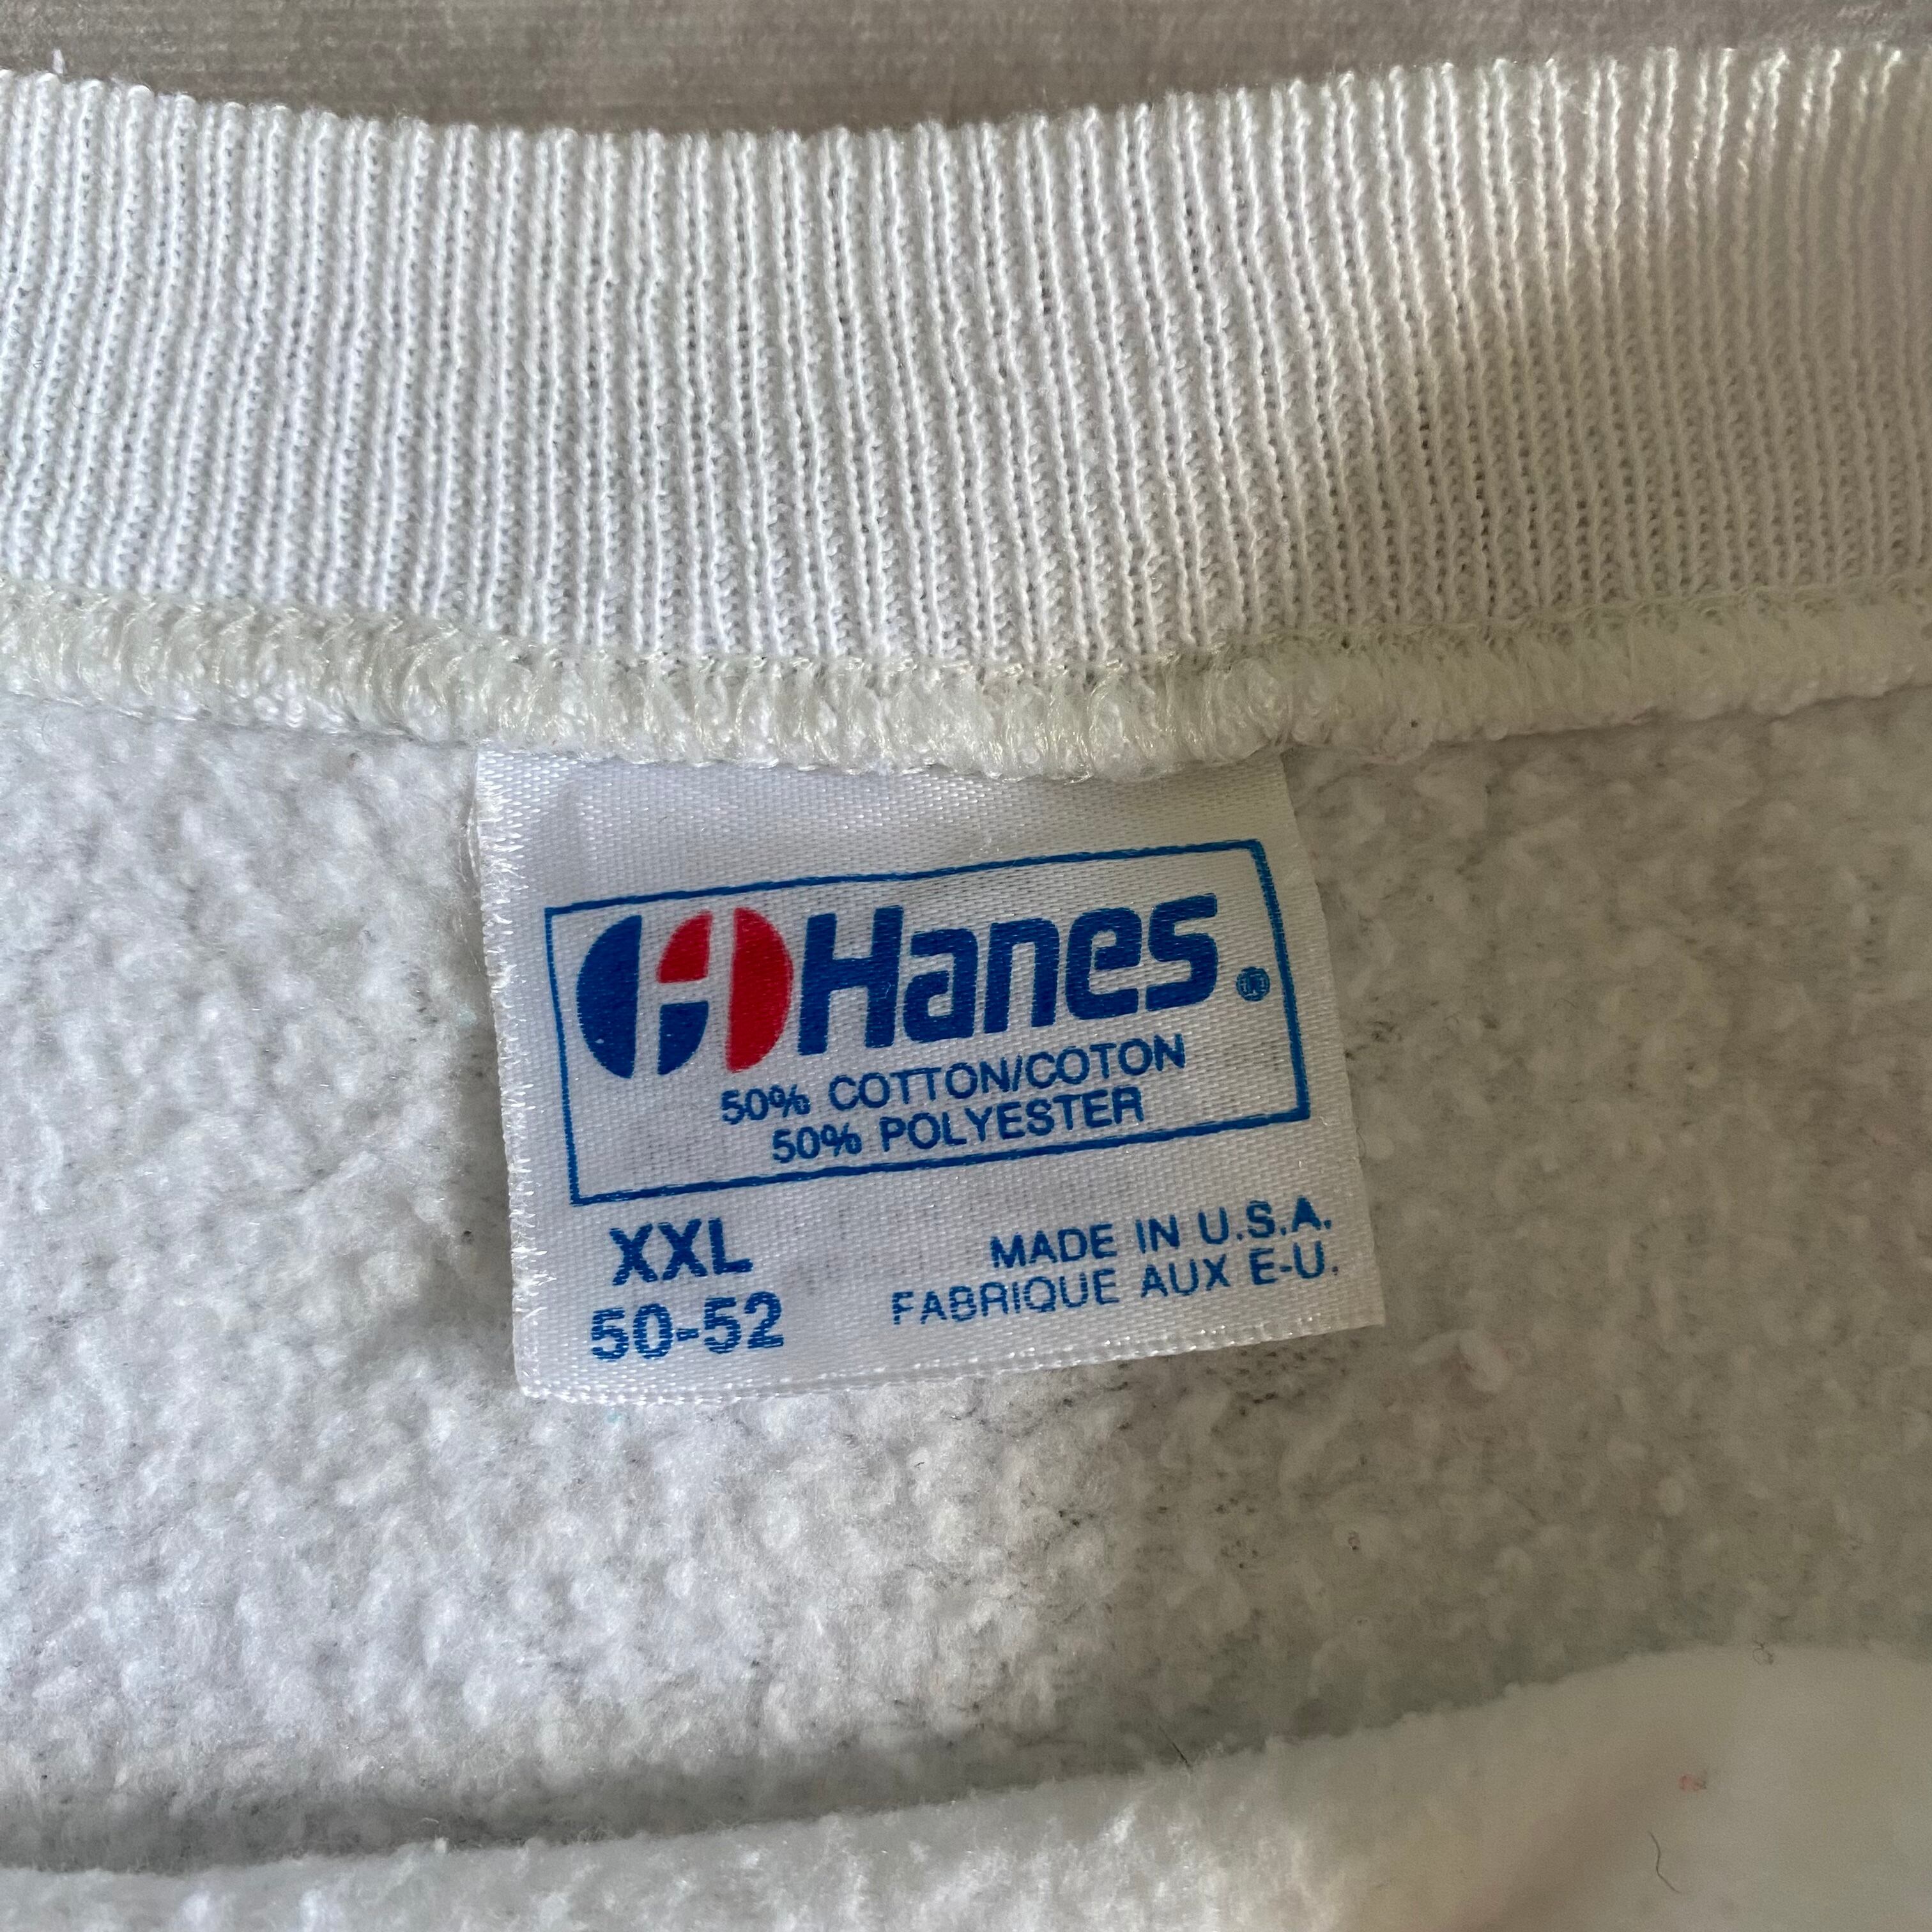 Hanes®
50% COTTON/COTON
50% POLYESTER
XXL
50-52
MADE IN U.S.A.
FABRIQUE AUX E-U.